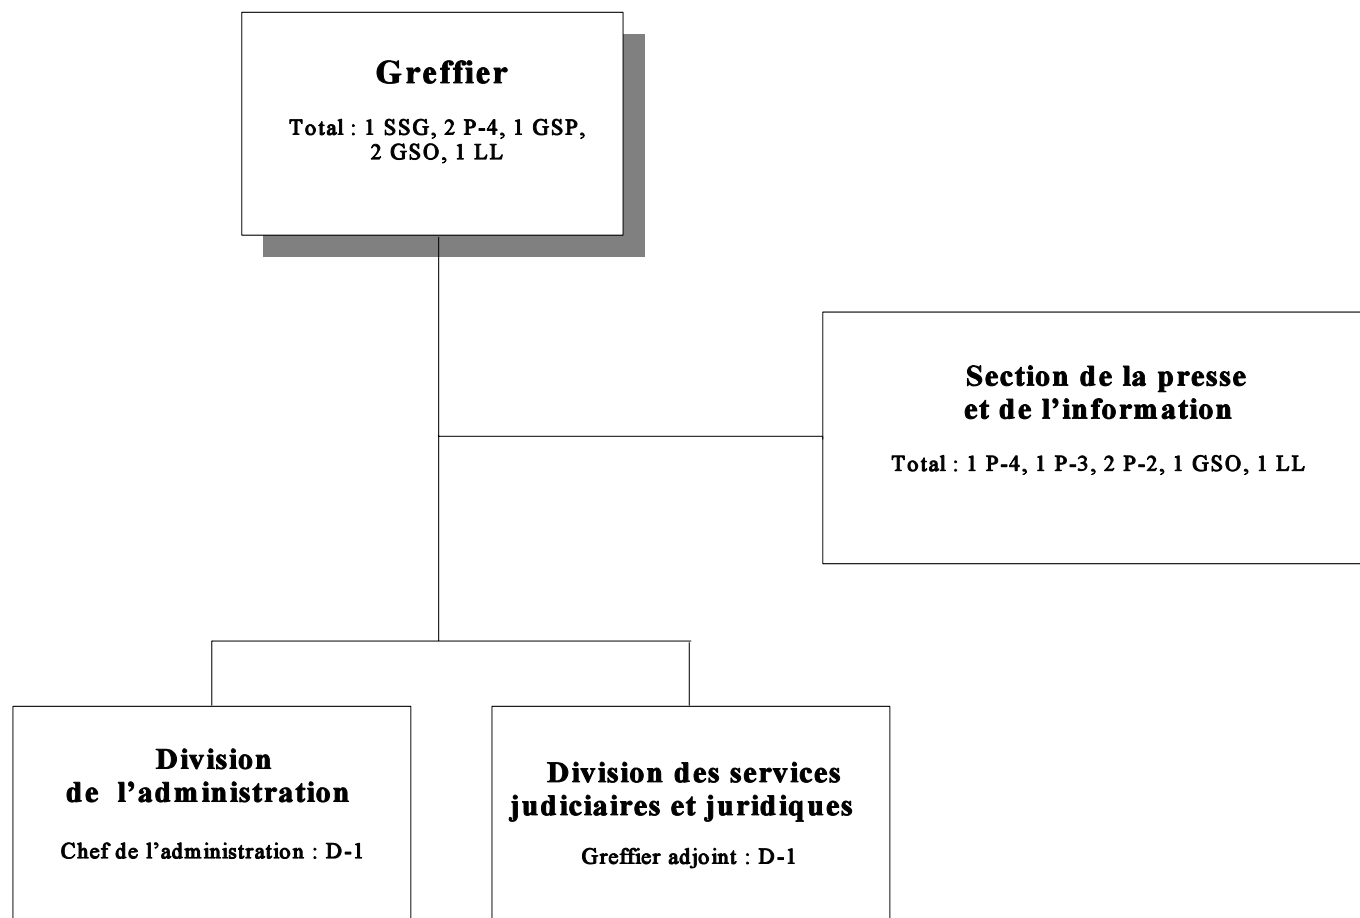 Greffier
Total : 1 SSG, 2 P-4, 1 GSP,
2 GSO, 1 LL
Section de la presse
et de l’information
Total : 1 P-4, 1 P-3, 2 P-2, 1 GSO, 1 LL
Division
de l’administration
Chef de l’administration : D-1
Division des services
judiciaires et juridiques
Greffier adjoint : D-1